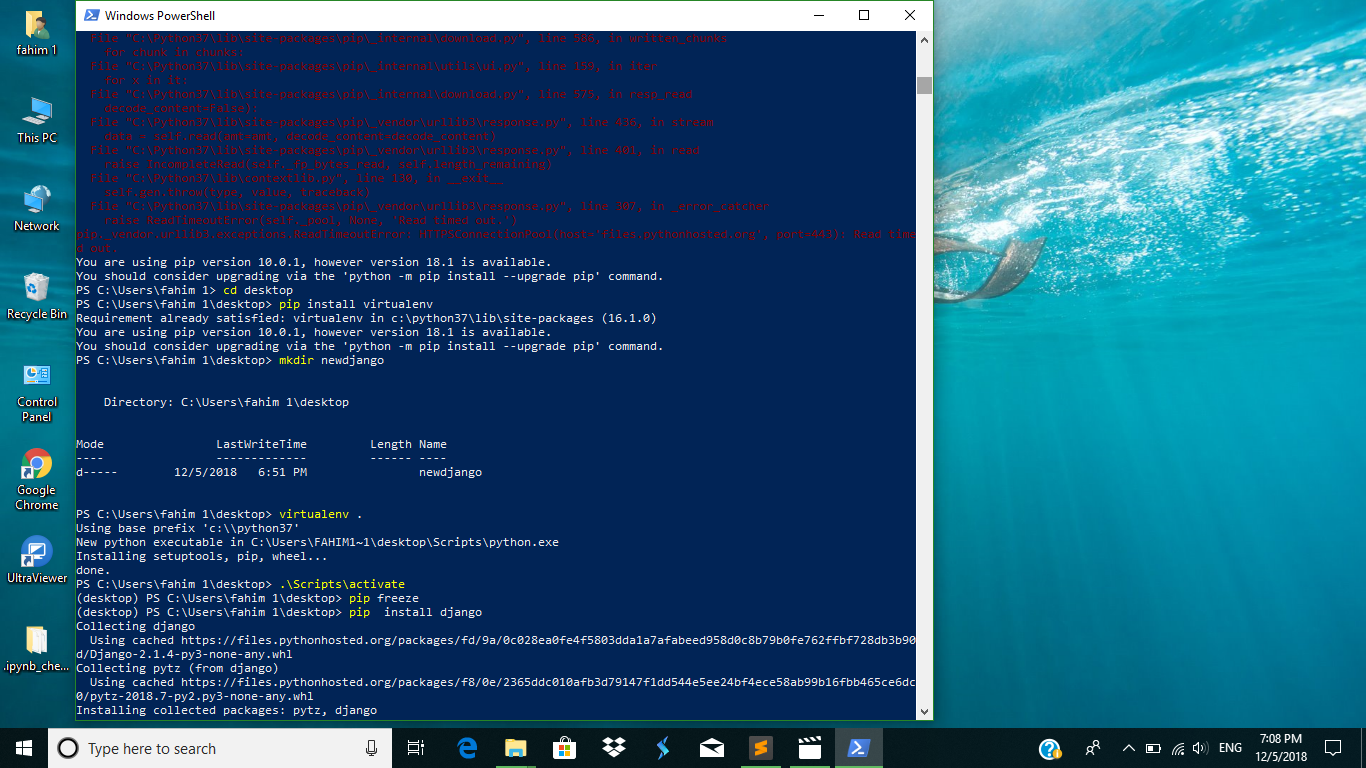 fahim 1
This PC
Network
Recycle Bin
Control
Panel
Google
Chrome
UltraViewer
.ipynb_che...
Windows PowerShell
File "C:\Python37\lib\site-packages\pip\_internal\download.py", line 586, in written_chunks
for chunk in chunks:
File "C:\Python37\lib\site-packages\pip\_internal\utils\ui.py", line 159, in iter
for x in it:
File "C:\Python37\lib\site-packages\pip\_internal\download.py", line 575, in resp_read
decode_content=False):
File "C:\Python37\lib\site-packages\pip\_vendor\urllib3\response.py", line 436, in stream
data = self.read(amt=amt, decode_content=decode_content)
File "C:\Python37\lib\site-packages\pip\_vendor\urllib3\response.py", line 401, in read
raise IncompleteRead(self._fp_bytes_read, self.length_remaining)
File "C:\Python37\lib\contextlib.py", line 130, in __exit__
self.gen.throw(type, value, traceback)
File "C:\Python37\lib\site-packages\pip\_vendor\urllib3\response.py", line 307, in _error_catcher
raise ReadTimeoutError(self._pool, None, 'Read timed out.')
pip._vendor.urllib3.exceptions.ReadTimeoutError: HTTPSConnectionPool(host='files.pythonhosted.org', port=443): Read time
d out.
You are using pip version 10.0.1, however version 18.1 is available.
You should consider upgrading via the 'python -m pip install --upgrade pip' command.
PS C:\Users\fahim 1> cd desktop
PS C:\Users\fahim 1\desktop> pip install virtualenv
Requirement already satisfied: virtualenv in c:\python37\lib\site-packages (16.1.0)
You are using pip version 10.0.1, however version 18.1 is available.
You should consider upgrading via the 'python -m pip install --upgrade pip' command.
PS C:\Users\fahim 1\desktop> mkdir newdjango
Directory: C:\Users\fahim 1\desktop
Mode LastWriteTime Length Name
---- ------------- ------ ----
d----- 12/5/2018 6:51 PM newdjango
PS C:\Users\fahim 1\desktop> virtualenv .
Using base prefix 'c:\\python37'
New python executable in C:\Users\FAHIM1~1\desktop\Scripts\python.exe
Installing setuptools, pip, wheel...
done.
PS C:\Users\fahim 1\desktop> .\Scripts\activate
(desktop) PS C:\Users\fahim 1\desktop> pip freeze
(desktop) PS C:\Users\fahim 1\desktop> pip  install django
Collecting django
Using cached https://files.pythonhosted.org/packages/fd/9a/0c028ea0fe4f5803dda1a7afabeed958d0c8b79b0fe762ffbf728db3b90
d/Django-2.1.4-py3-none-any.whl
Collecting pytz (from django)
Using cached https://files.pythonhosted.org/packages/f8/0e/2365ddc010afb3d79147f1dd544e5ee24bf4ece58ab99b16fbb465ce6dc
0/pytz-2018.7-py2.py3-none-any.whl
Installing collected packages: pytz, django
Type here to search
ENG
7:08 PM
12/5/2018